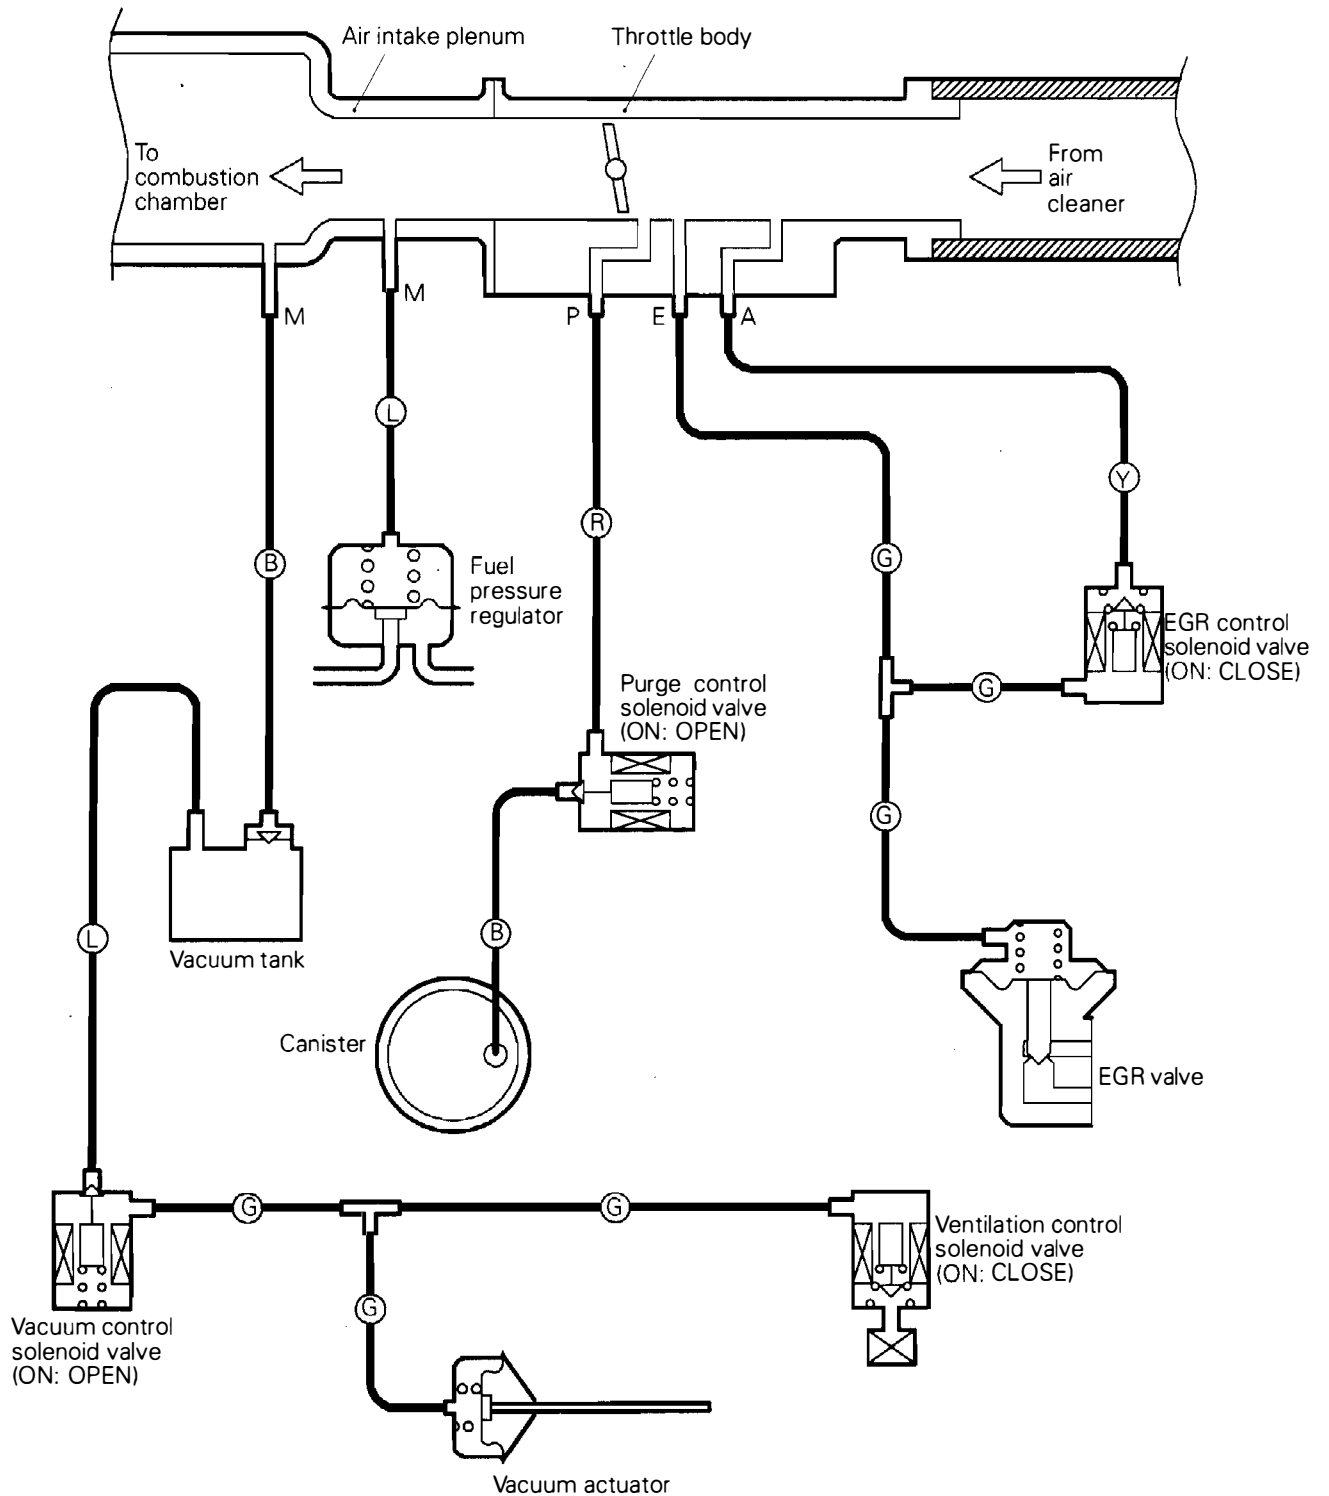 Air intake plenum
Throttle body
To
combustion
chamber
From
air
cleaner
M
M
P
E
A
L
Y
R
B
G
Fuel
pressure
regulator
EGR control
solenoid valve
(ON: CLOSE)
G
Purge control
solenoid valve
(ON: OPEN)
G
L
B
Vacuum tank
Canister
EGR valve
G
G
Ventilation control
solenoid valve
(ON: CLOSE)
G
Vacuum control
solenoid valve
(ON: OPEN)
Vacuum actuator